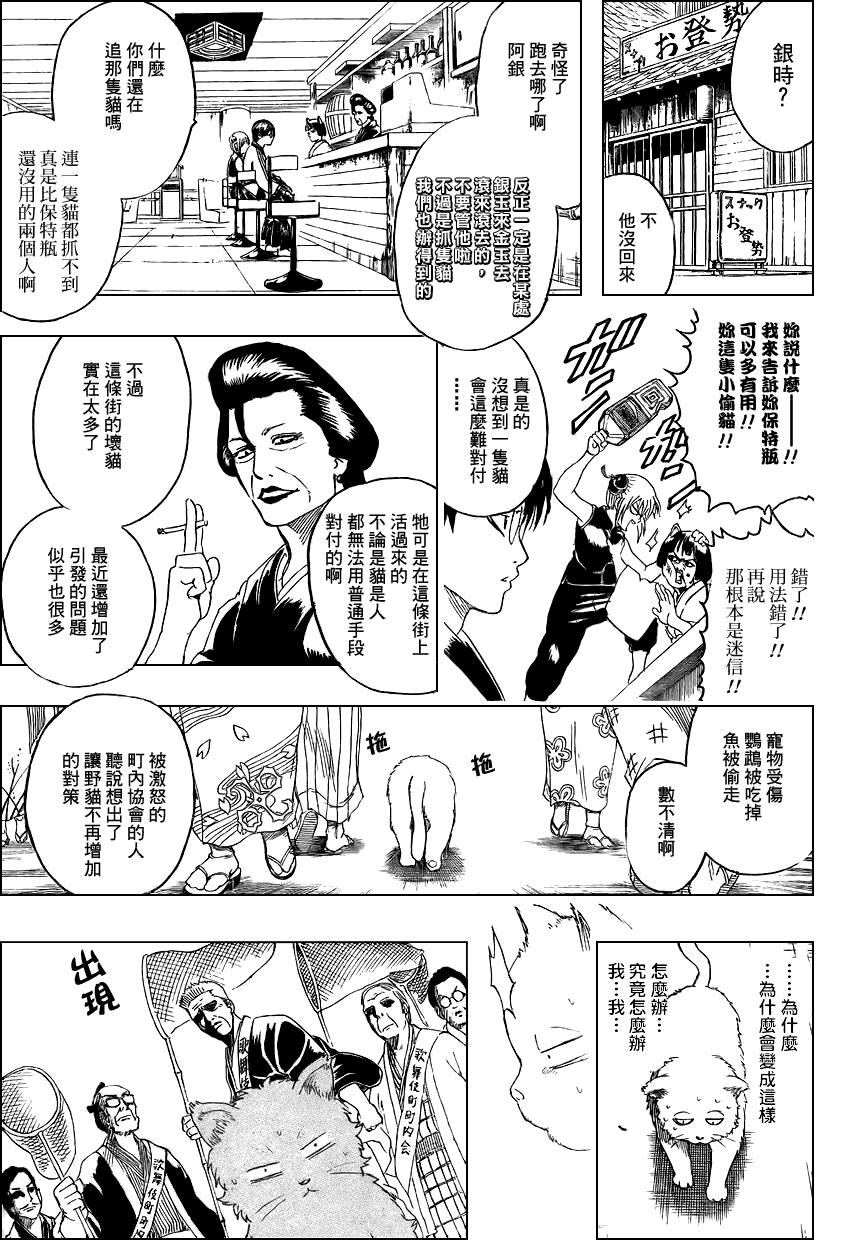 銀時？
スナック
お登勢
スナック
お登勢
不
他沒回來
奇怪了
跑去哪了啊
阿銀
反正一定是在某處
銀玉來金玉去
滾來滾去的，
不要管他啦
不過是抓隻貓
我們也辦得到的
什麼
你們還在
追那隻貓嗎
連一隻貓都抓不到
真是比保特瓶
還沒用的兩個人啊
妳說什麼——!!
我來告訴妳保特瓶
可以多有用!!
妳這隻小偷貓!!
ガン
ガン
錯了!!
用法錯了!!
再說
那根本是迷信!!
真的是
沒想到一隻貓
會這麼難對付
……
牠可是在這條街上
活過來的
不論是貓是人
都無法用普通手段
對付的啊
不過
這條街的壞貓
實在太多了
最近還增加了
引發的問題
似乎也很多
寵物受傷
鸚鵡被吃掉
魚被偷走
數不清啊
拖
拖
被激怒的
町內協會的人
聽說想出了
讓野貓不再增加
的對策
……為什麼
…為什麼會變成這樣
怎麼辦…
究竟怎麼辦
我…我…
出現
歌舞伎
歌舞伎町町内会
歌舞伎町町内